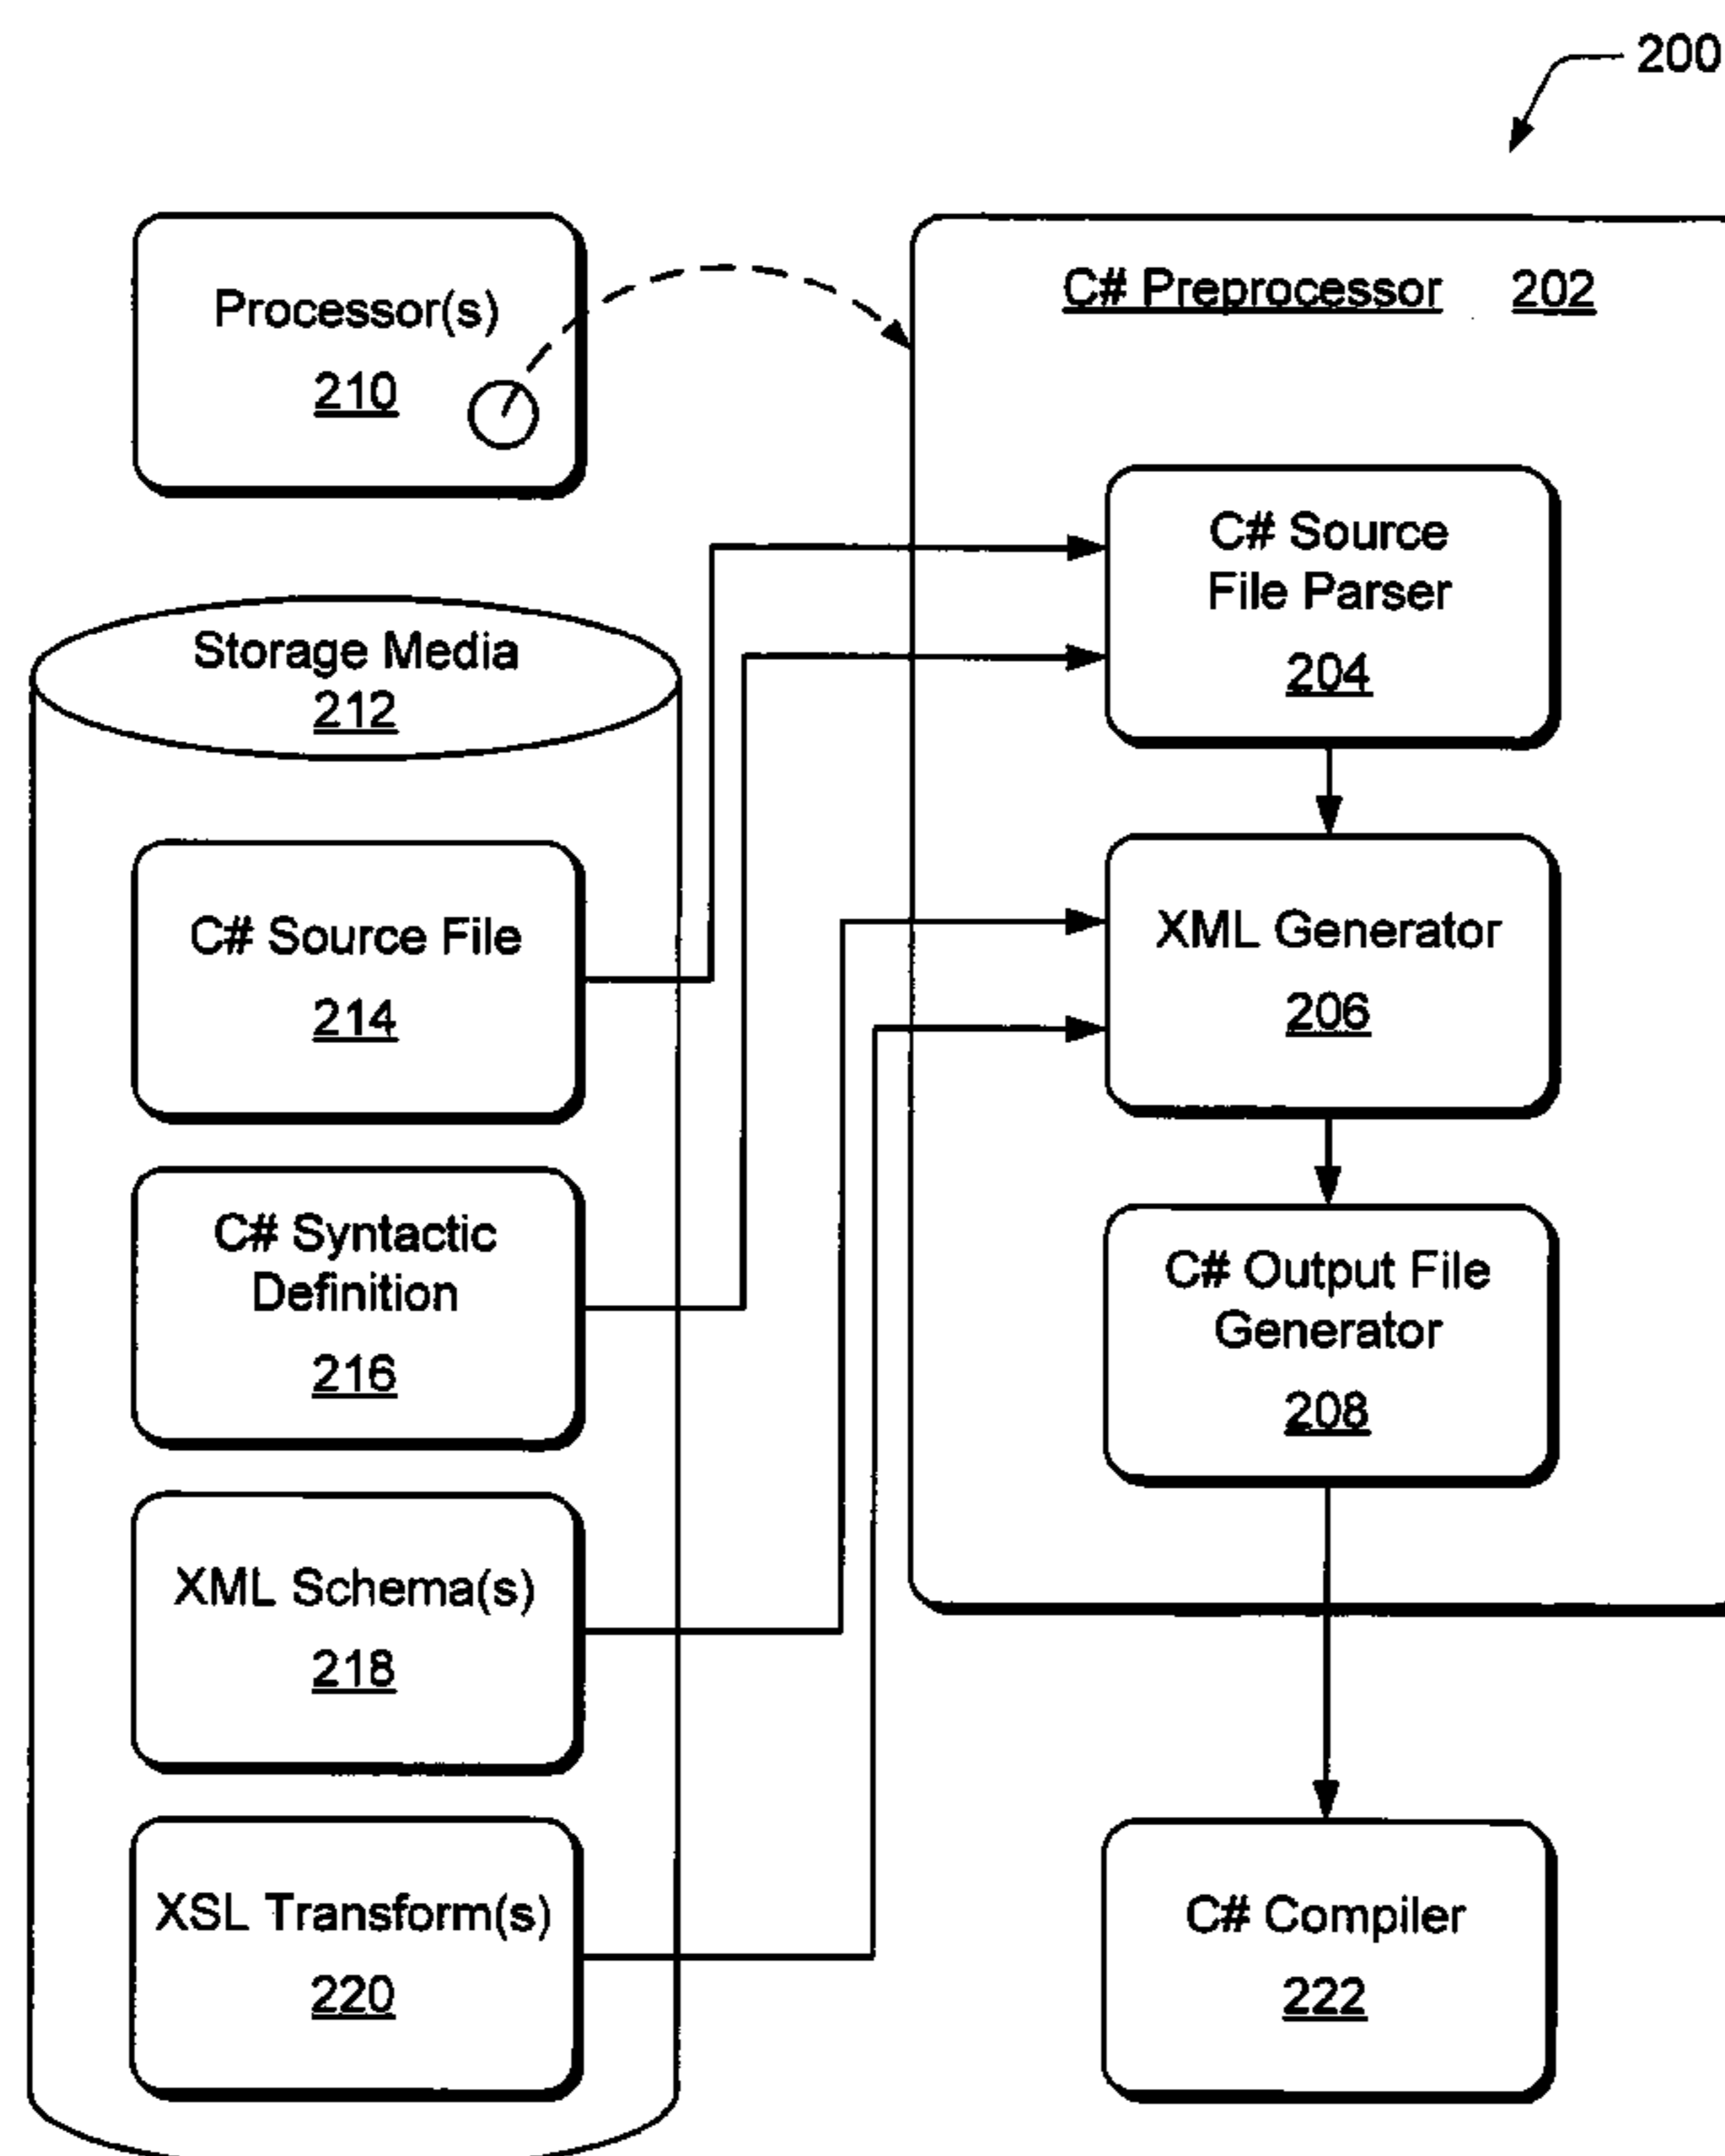 200
Processor(s)
210
C# Preprocessor 202
C# Source
File Parser
204
Storage Media
212
C# Source File
214
XML Generator
206
C# Syntactic
Definition
216
C# Output File
Generator
208
XML Schema(s)
218
XSL Transform(s)
220
C# Compiler
222